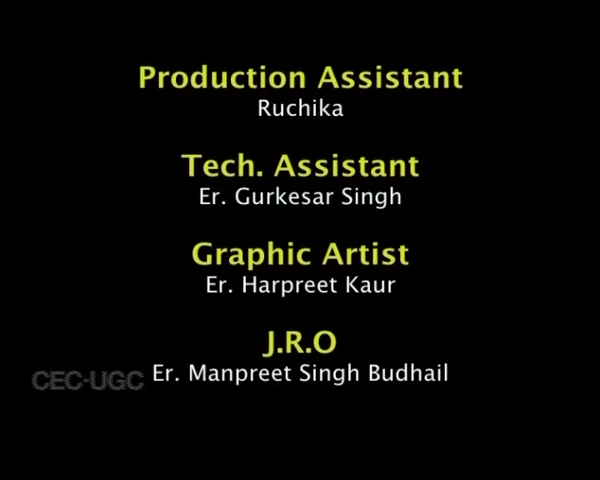 Production Assistant
Ruchika
Tech. Assistant
Er. Gurkesar Singh
Graphic Artist
Er. Harpreet Kaur
J.R.O
Er. Manpreet Singh Budhail
CEC-UGC